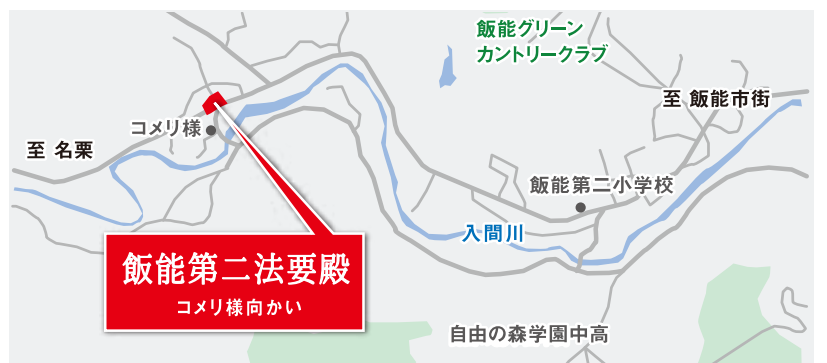 飯能グリーン
カントリークラブ
至 飯能市街
コメリ様
至 名栗
飯能第二小学校
入間川
飯能第二法要殿
コメリ様向かい
自由の森学園中高